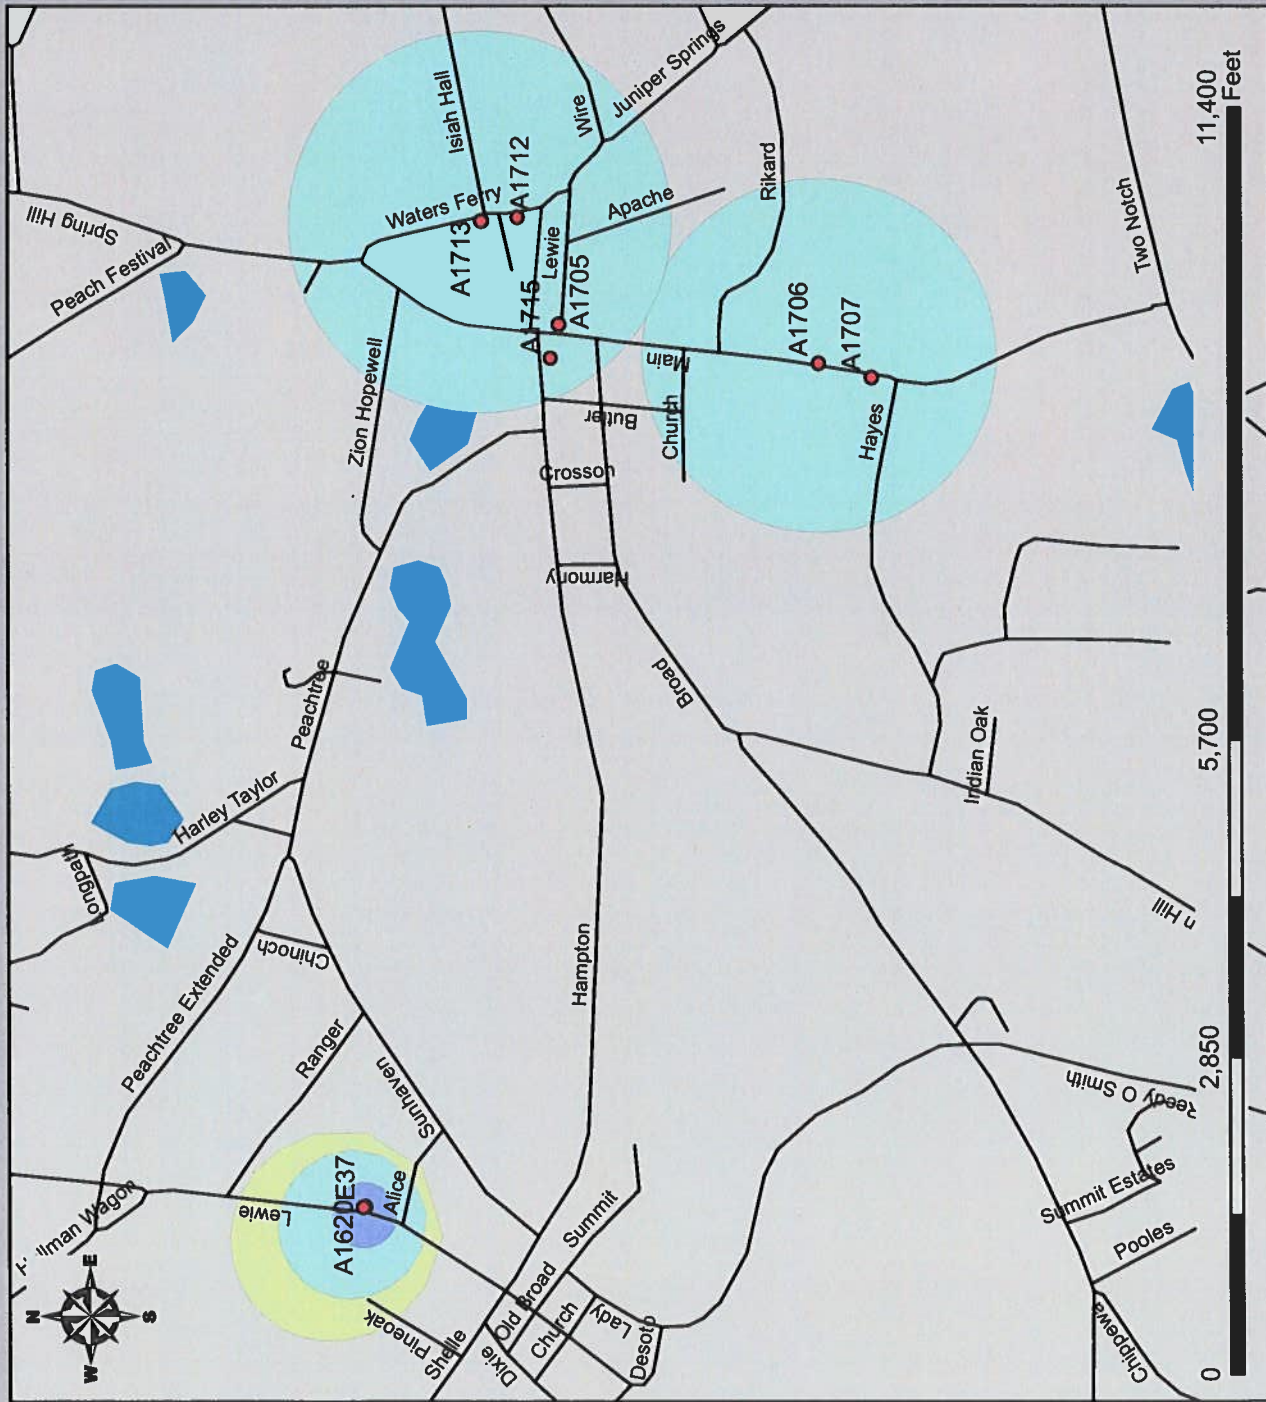 Spring Hill
Peach Festival
Isiah Hall
Wire
Juniper Springs
Waters Ferry
A1713
A1712
Lewie
Apache
Rikard
A1715
A1705
Zion Hopewell
Main
A1706
A1707
Two Notch
Butler
Church
Hayes
Crosson
Harmony
Peachtree
Broad
Harley Taylor
Longpath
Indian Oak
Chinoch
Peachtree Extended
Hampton
n Hill
Ranger
Sunhaven
Reedy O Smith
Lewie
A1620E37
Alice
Summit
Summit Estates
Pooles
Pineoak
Old Broad
Church
Lady
Desoto
Dixie
Chippewa
N
E
S
W
0
2,850
5,700
11,400
Feet